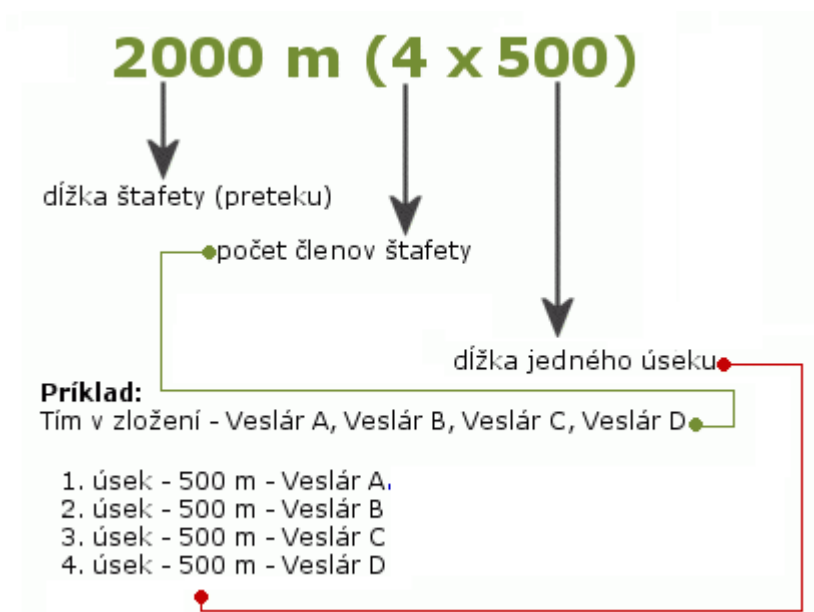 2000 m (4 x 500)
dĺžka štafety (preteku)
počet členov štafety
dĺžka jedného úseku
Príklad:
Tím v zložení - Veslár A, Veslár B, Veslár C, Veslár D
1. úsek - 500 m - Veslár A.
2. úsek - 500 m - Veslár B
3. úsek - 500 m - Veslár C
4. úsek - 500 m - Veslár D